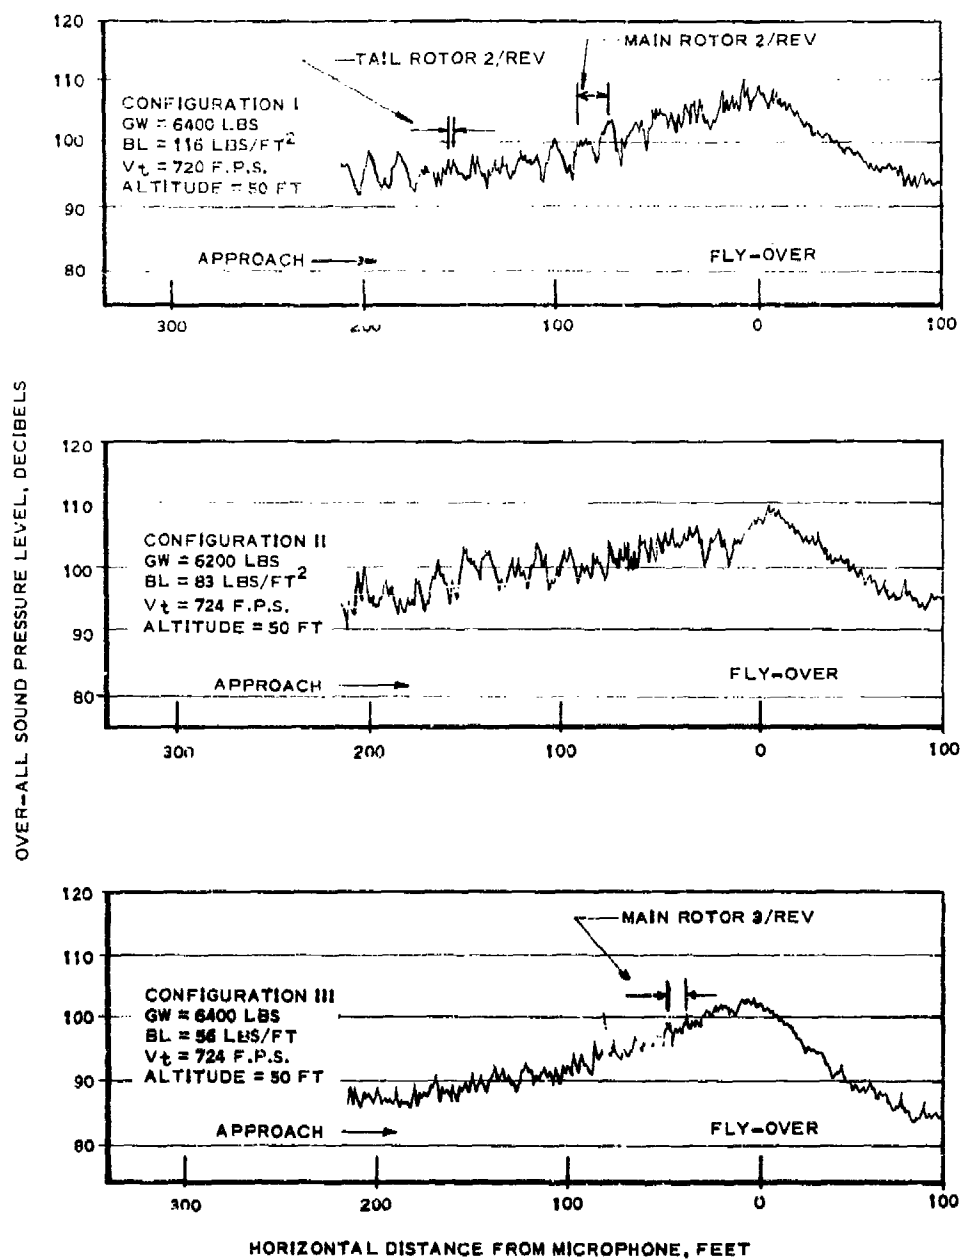 OVER-ALL SOUND PRESSURE LEVEL, DECIBELS
120
110
100
90
80
TAIL ROTOR 2/REV
MAIN ROTOR 2/REV
CONFIGURATION I
GW = 6400 LBS
BL = 116 LBS/FT²
Vt = 720 F.P.S.
ALTITUDE = 50 FT
APPROACH
FLY-OVER
300 200 100 0 100
120
110
100
90
80
CONFIGURATION II
GW = 6200 LBS
BL = 83 LBS/FT²
Vt = 724 F.P.S.
ALTITUDE = 50 FT
APPROACH
FLY-OVER
300 200 100 0 100
120
110
100
90
80
MAIN ROTOR 3/REV
CONFIGURATION III
GW = 6400 LBS
BL = 56 LBS/FT
Vt = 724 F.P.S.
ALTITUDE = 50 FT
APPROACH
FLY-OVER
300 200 100 0 100
HORIZONTAL DISTANCE FROM MICROPHONE, FEET